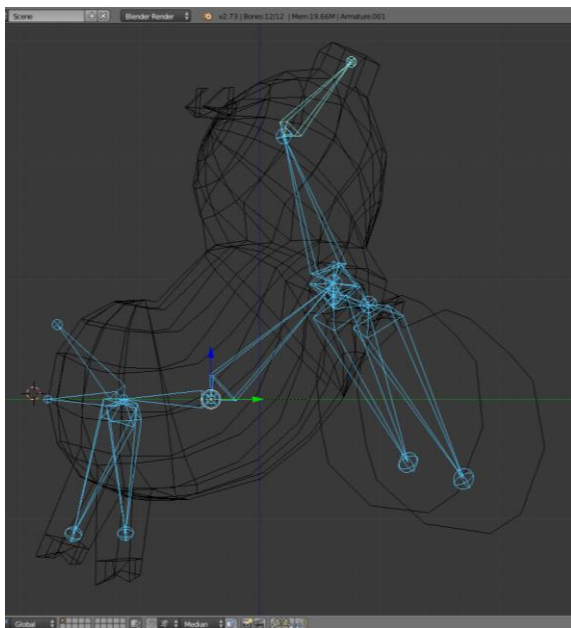 Scene Blender Render v2.73 | Bones:12/12 | Mem:19.66M | Armature.001
Global Median